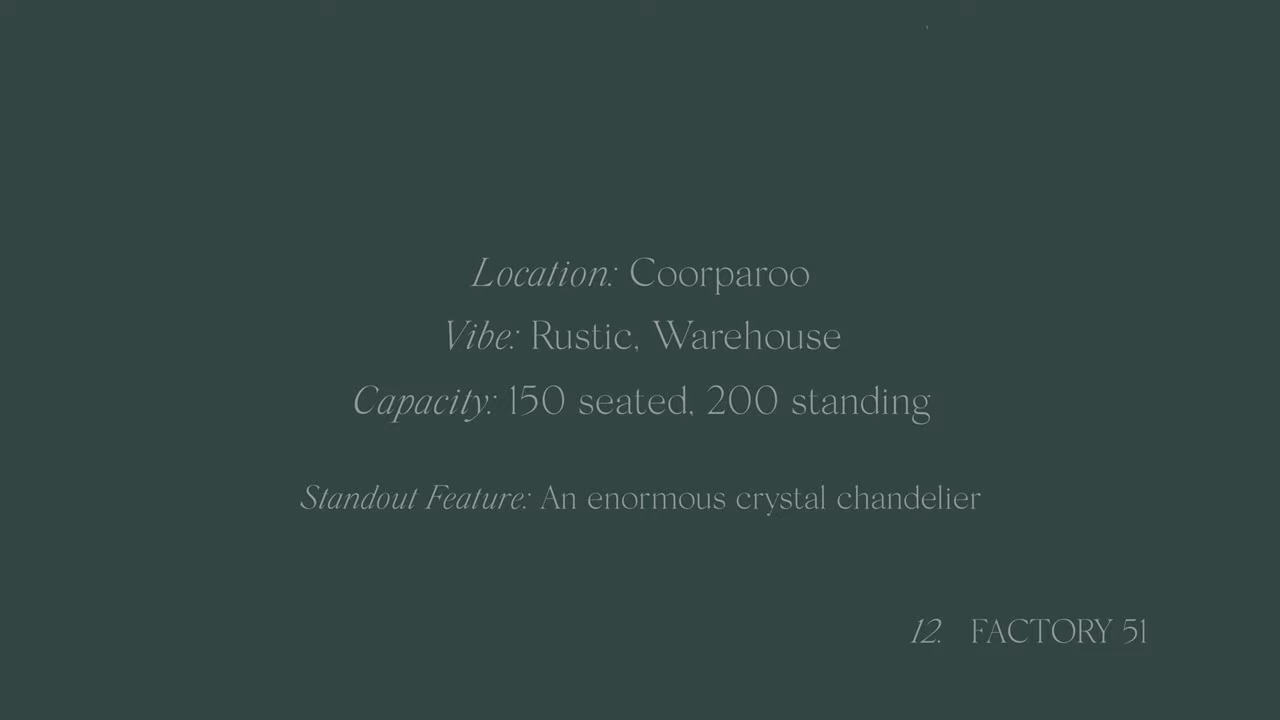 Location: Coorparoo
Vibe: Rustic, Warehouse
Capacity: 150 seated, 200 standing
Standout Feature: An enormous crystal chandelier
12. FACTORY 51